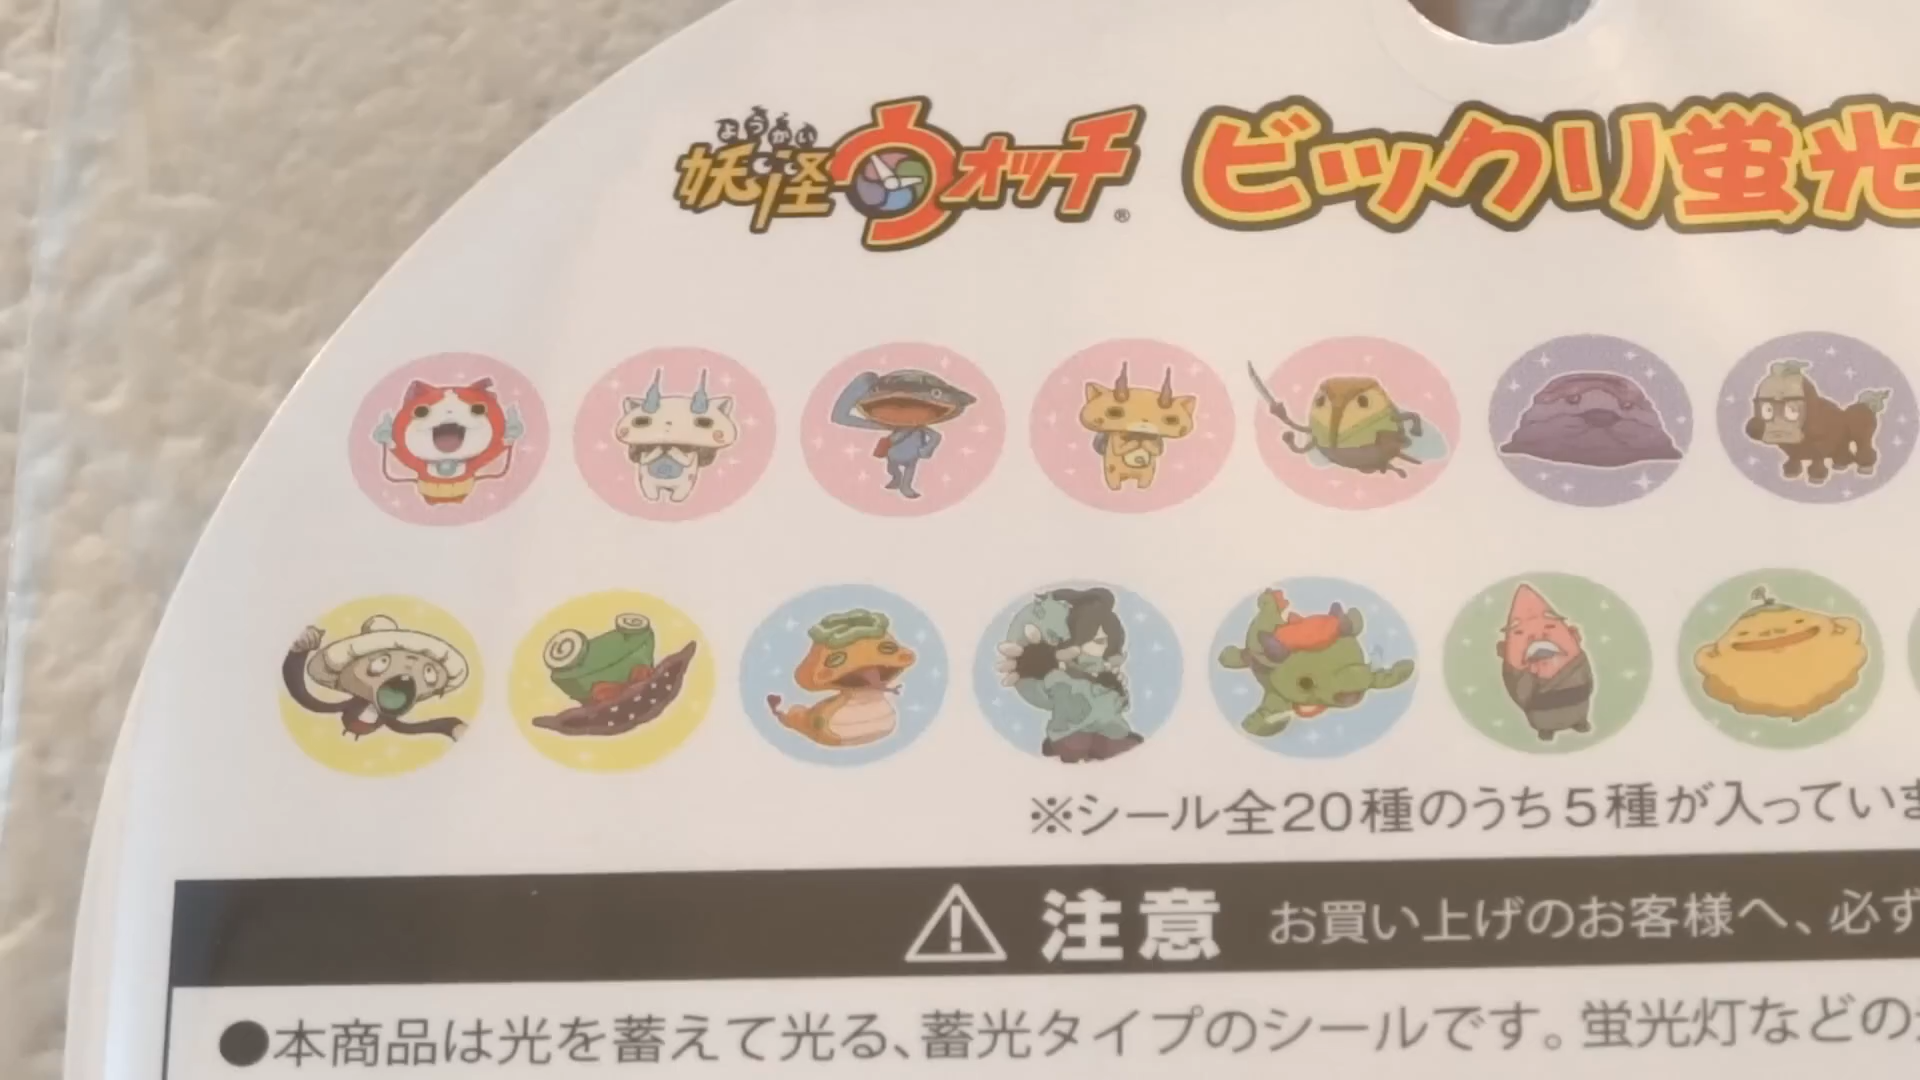 ようかい
妖怪ウォッチ® ビックリ蛍光
※シール全20種のうち5種が入ってい
⚠ 注意 お買い上げのお客様へ、必ず
●本商品は光を蓄えて光る、蓄光タイプのシールです。蛍光灯などの